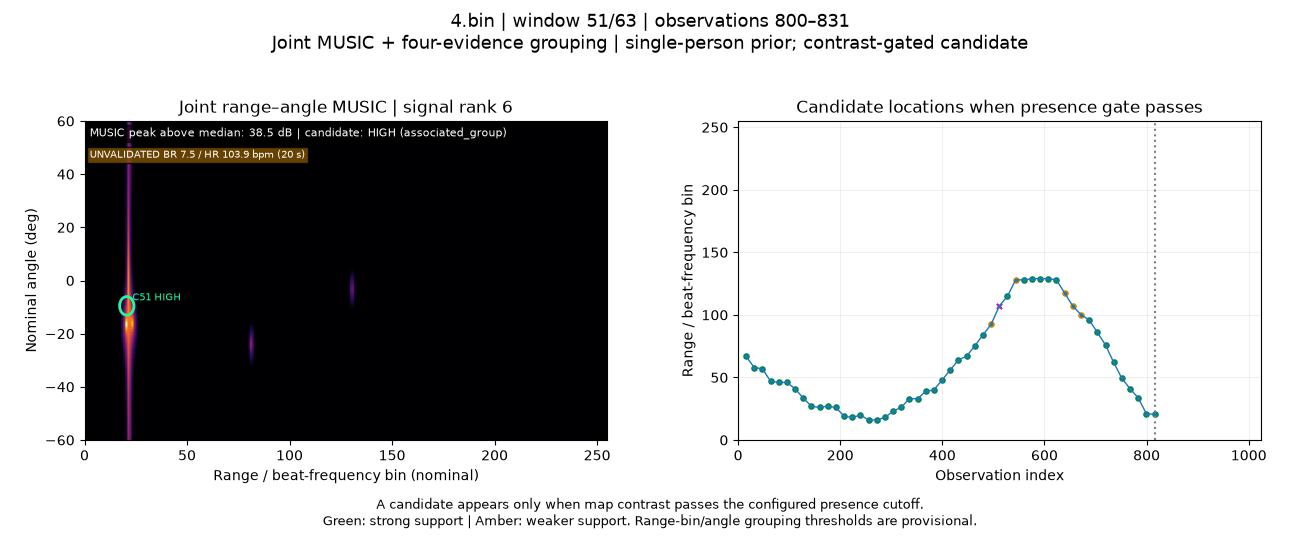 4.bin | window 51/63 | observations 800–831
Joint MUSIC + four-evidence grouping | single-person prior; contrast-gated candidate
Joint range–angle MUSIC | signal rank 6
MUSIC peak above median: 38.5 dB | candidate: HIGH (associated_group)
UNVALIDATED BR 7.5 / HR 103.9 bpm (20 s)
C51 HIGH
60
40
20
0
−20
−40
−60
Nominal angle (deg)
0 50 100 150 200 250
Range / beat-frequency bin (nominal)
Candidate locations when presence gate passes
250
200
150
100
50
0
Range / beat-frequency bin
0 200 400 600 800 1000
Observation index
A candidate appears only when map contrast passes the configured presence cutoff.
Green: strong support | Amber: weaker support. Range-bin/angle grouping thresholds are provisional.